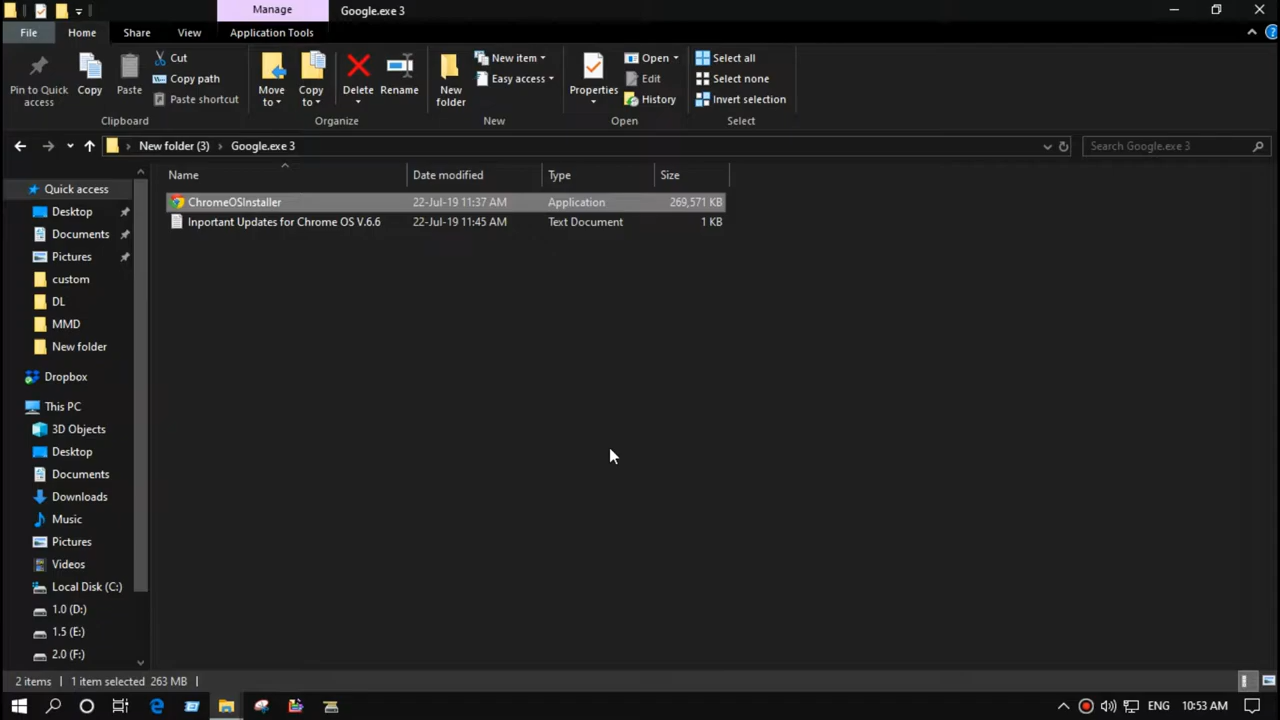 Manage
Google.exe 3
File
Home
Share
View
Application Tools
Pin to Quick access
Copy
Paste
Cut
Copy path
Paste shortcut
Clipboard
Move to
Copy to
Delete
Rename
Organize
New folder
New item
Easy access
New
Properties
Open
Edit
History
Open
Select all
Select none
Invert selection
Select
New folder (3) › Google.exe 3
Search Google.exe 3
Name
Date modified
Type
Size
ChromeOSInstaller
22-Jul-19 11:37 AM
Application
269,571 KB
Inportant Updates for Chrome OS V.6.6
22-Jul-19 11:45 AM
Text Document
1 KB
Quick access
Desktop
Documents
Pictures
custom
DL
MMD
New folder
Dropbox
This PC
3D Objects
Desktop
Documents
Downloads
Music
Pictures
Videos
Local Disk (C:)
1.0 (D:)
1.5 (E:)
2.0 (F:)
2 items
1 item selected 263 MB
ENG
10:53 AM